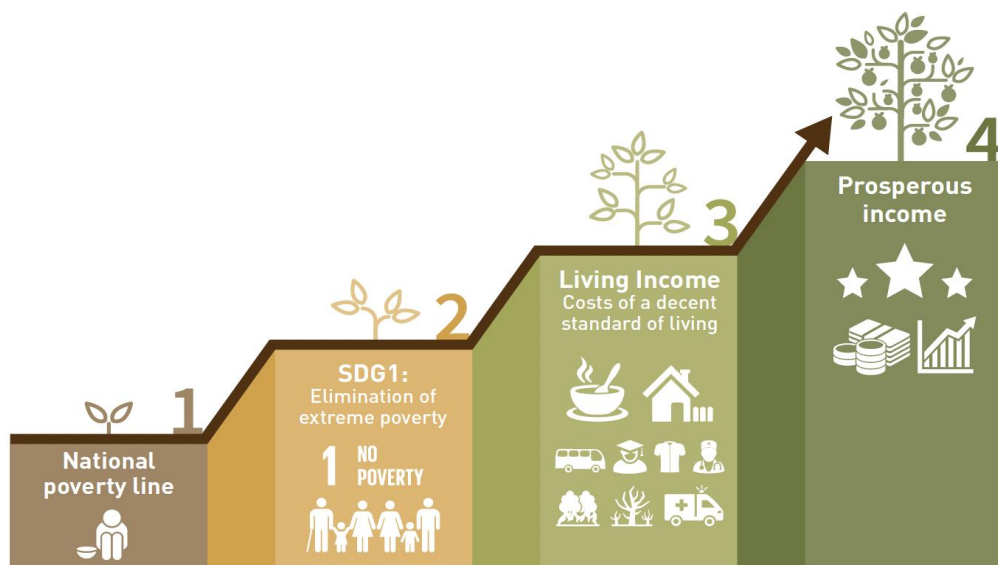 1
National
poverty line
2
SDG1:
Elimination of
extreme poverty
1 NO
POVERTY
3
Living Income
Costs of a decent
standard of living
4
Prosperous
income